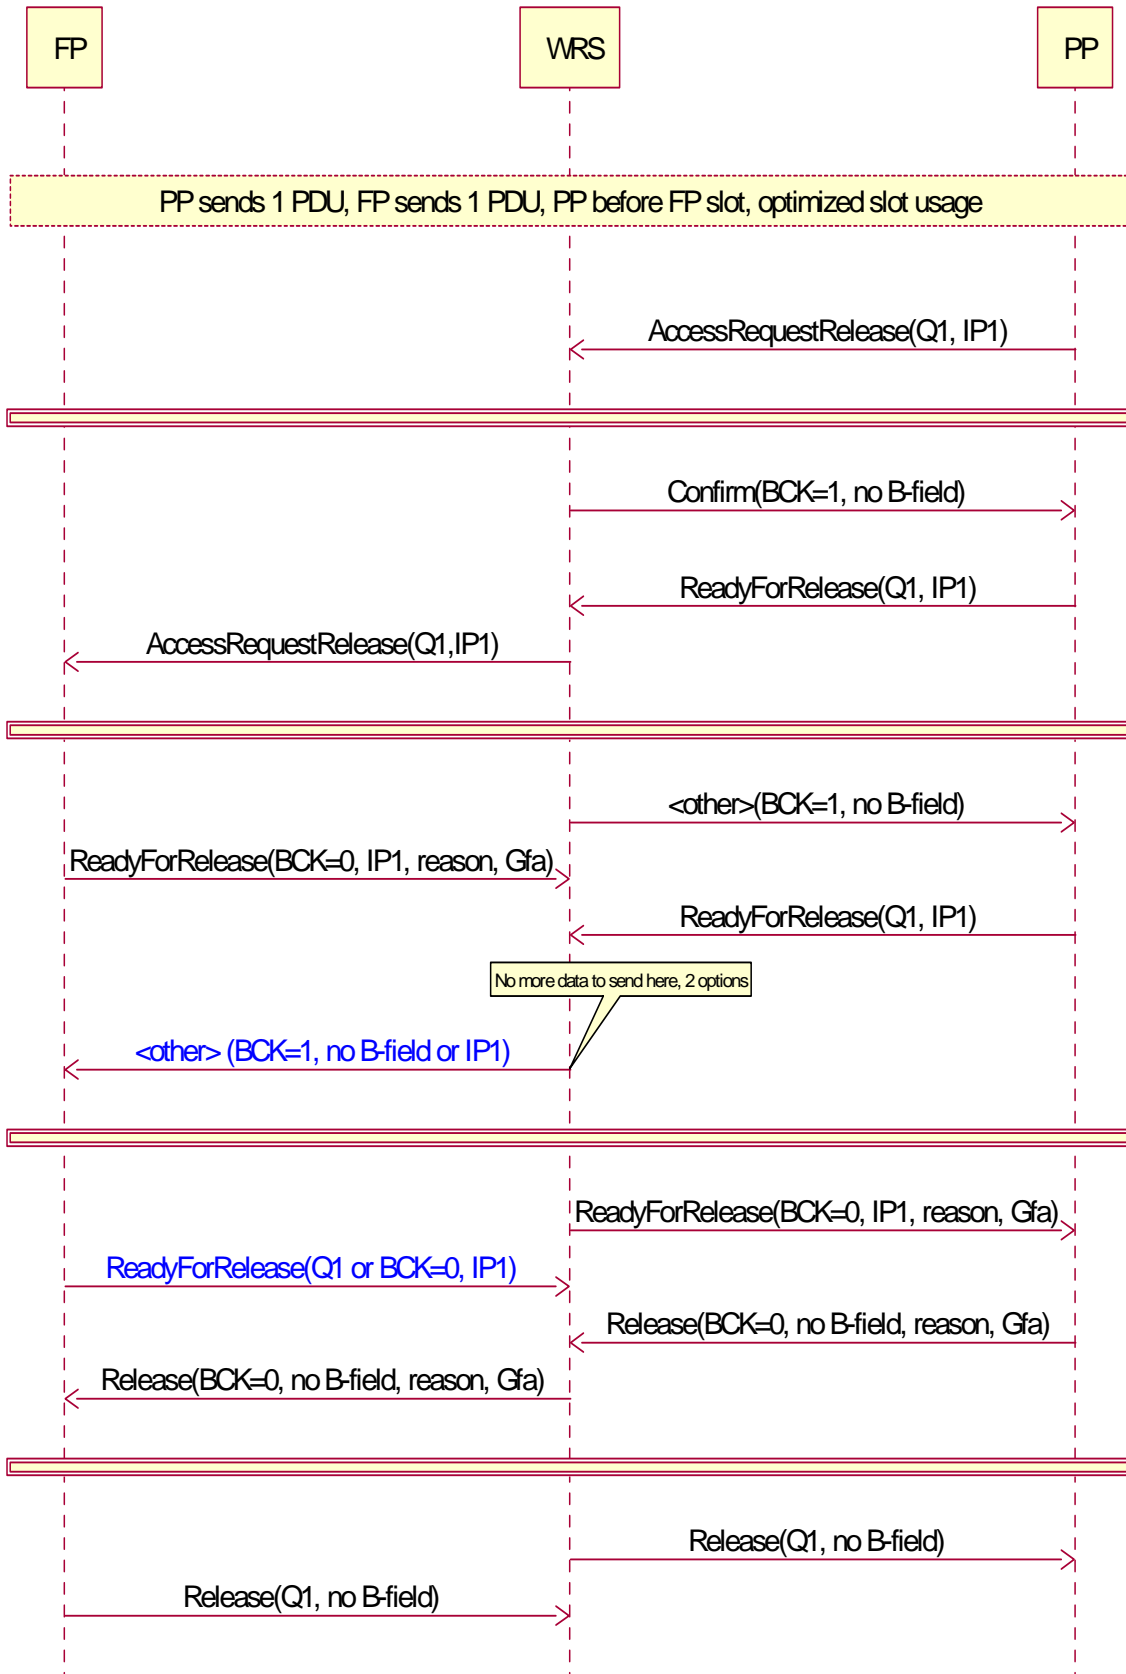 FP
WRS
PP
PP sends 1 PDU, FP sends 1 PDU, PP before FP slot, optimized slot usage
AccessRequestRelease(Q1, IP1)
Confirm(BCK=1, no B-field)
ReadyForRelease(Q1, IP1)
AccessRequestRelease(Q1,IP1)
<other>(BCK=1, no B-field)
ReadyForRelease(BCK=0, IP1, reason, Gfa)
ReadyForRelease(Q1, IP1)
No more data to send here, 2 options
<other> (BCK=1, no B-field or IP1)
ReadyForRelease(BCK=0, IP1, reason, Gfa)
ReadyForRelease(Q1 or BCK=0, IP1)
Release(BCK=0, no B-field, reason, Gfa)
Release(BCK=0, no B-field, reason, Gfa)
Release(Q1, no B-field)
Release(Q1, no B-field)